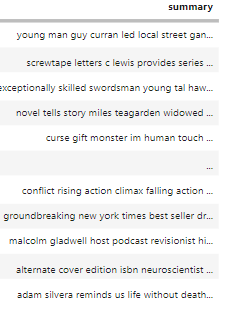 summary
young man guy curran led local street gan...
screwtape letters c lewis provides series ...
exceptionally skilled swordsman young tal haw...
novel tells story miles teagarden widowed ...
curse gift monster im human touch ...
...
conflict rising action climax falling action ...
groundbreaking new york times best seller dr...
malcolm gladwell host podcast revisionist hi...
alternate cover edition isbn neuroscientist ...
adam silvera reminds us life without death...